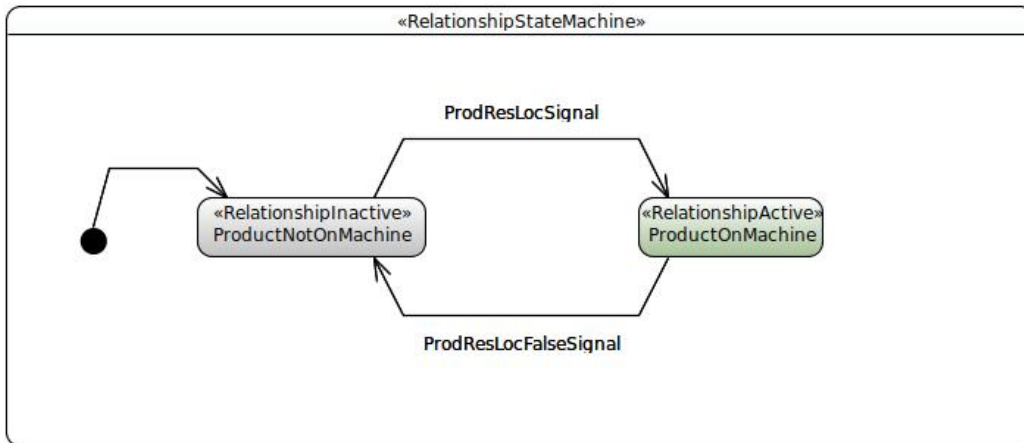 «RelationshipStateMachine»
ProdResLocSignal
«RelationshipInactive»
ProductNotOnMachine
«RelationshipActive»
ProductOnMachine
ProdResLocFalseSignal